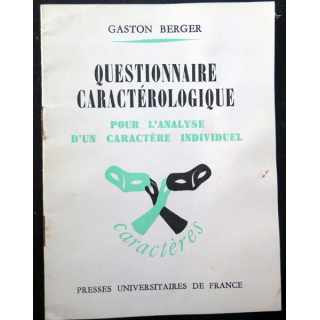 GASTON BERGER
QUESTIONNAIRE
CARACTÉROLOGIQUE
POUR L'ANALYSE
D'UN CARACTÈRE INDIVIDUEL
caractères
PRESSES UNIVERSITAIRES DE FRANCE